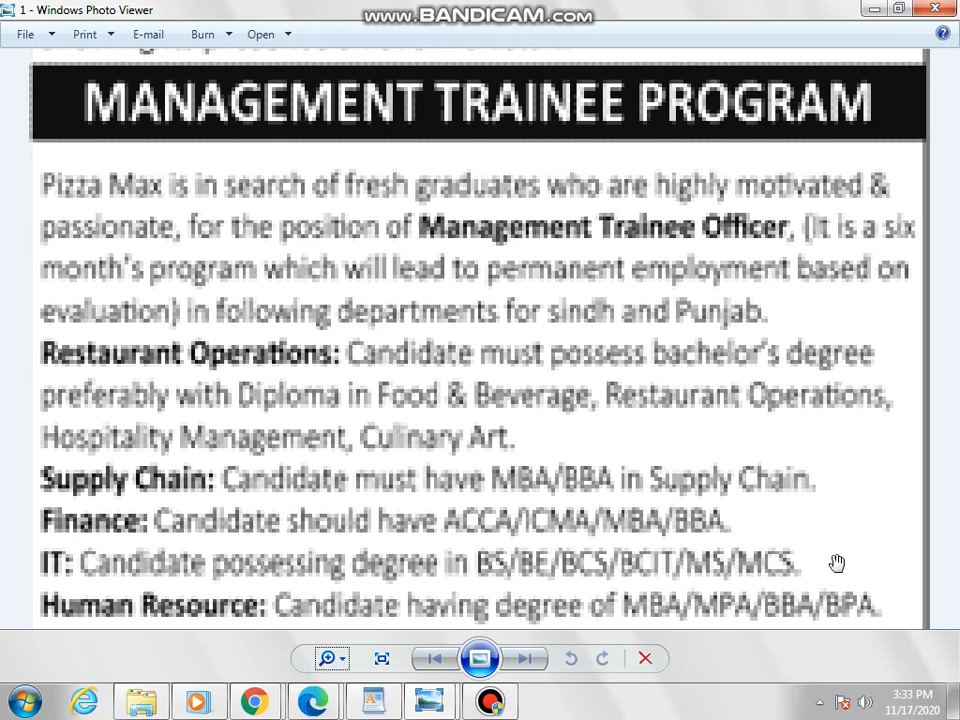 1 - Windows Photo Viewer
www.BANDICAM.com
File Print E-mail Burn Open
MANAGEMENT TRAINEE PROGRAM
Pizza Max is in search of fresh graduates who are highly motivated &
passionate, for the position of Management Trainee Officer, (It is a six
month's program which will lead to permanent employment based on
evaluation) in following departments for sindh and Punjab.
Restaurant Operations: Candidate must possess bachelor's degree
preferably with Diploma in Food & Beverage, Restaurant Operations,
Hospitality Management, Culinary Art.
Supply Chain: Candidate must have MBA/BBA in Supply Chain.
Finance: Candidate should have ACCA/ICMA/MBA/BBA.
IT: Candidate possessing degree in BS/BE/BCS/BCIT/MS/MCS.
Human Resource: Candidate having degree of MBA/MPA/BBA/BPA.
3:33 PM
11/17/2020